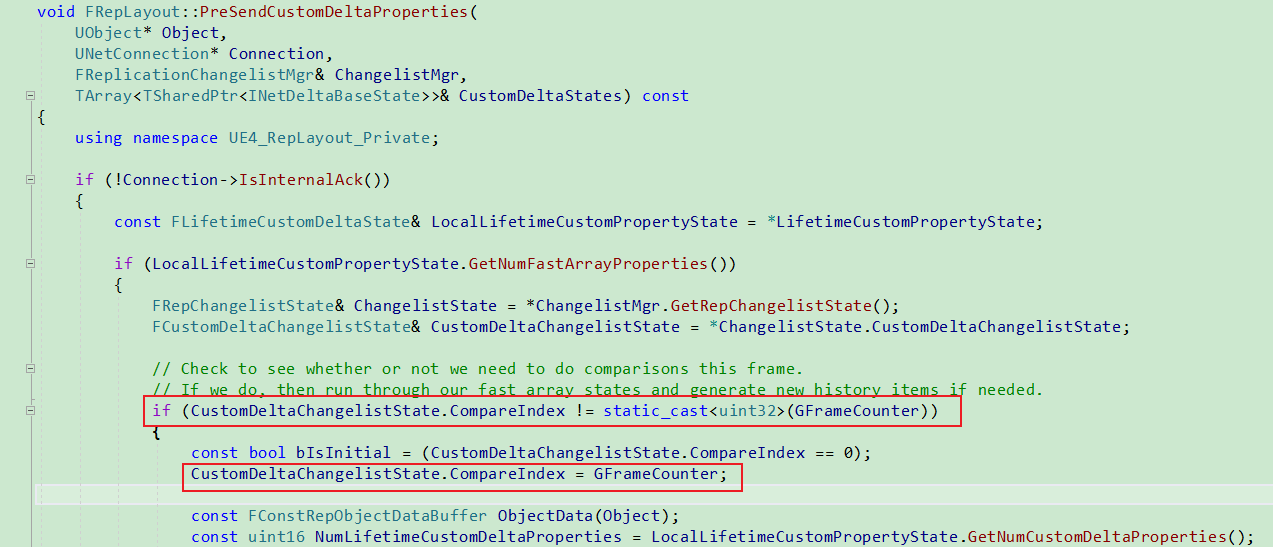 void FRepLayout::PreSendCustomDeltaProperties(
UObject* Object,
UNetConnection* Connection,
FReplicationChangelistMgr& ChangelistMgr,
TArray<TSharedPtr<INetDeltaBaseState>>& CustomDeltaStates) const
{
using namespace UE4_RepLayout_Private;
if (!Connection->IsInternalAck())
{
const FLifetimeCustomDeltaState& LocalLifetimeCustomPropertyState = *LifetimeCustomPropertyState;
if (LocalLifetimeCustomPropertyState.GetNumFastArrayProperties())
{
FRepChangelistState& ChangelistState = *ChangelistMgr.GetRepChangelistState();
FCustomDeltaChangelistState& CustomDeltaChangelistState = *ChangelistState.CustomDeltaChangelistState;
// Check to see whether or not we need to do comparisons this frame.
// If we do, then run through our fast array states and generate new history items if needed.
if (CustomDeltaChangelistState.CompareIndex != static_cast<uint32>(GFrameCounter))
{
const bool bIsInitial = (CustomDeltaChangelistState.CompareIndex == 0);
CustomDeltaChangelistState.CompareIndex = GFrameCounter;
const FConstRepObjectDataBuffer ObjectData(Object);
const uint16 NumLifetimeCustomDeltaProperties = LocalLifetimeCustomPropertyState.GetNumCustomDeltaProperties();